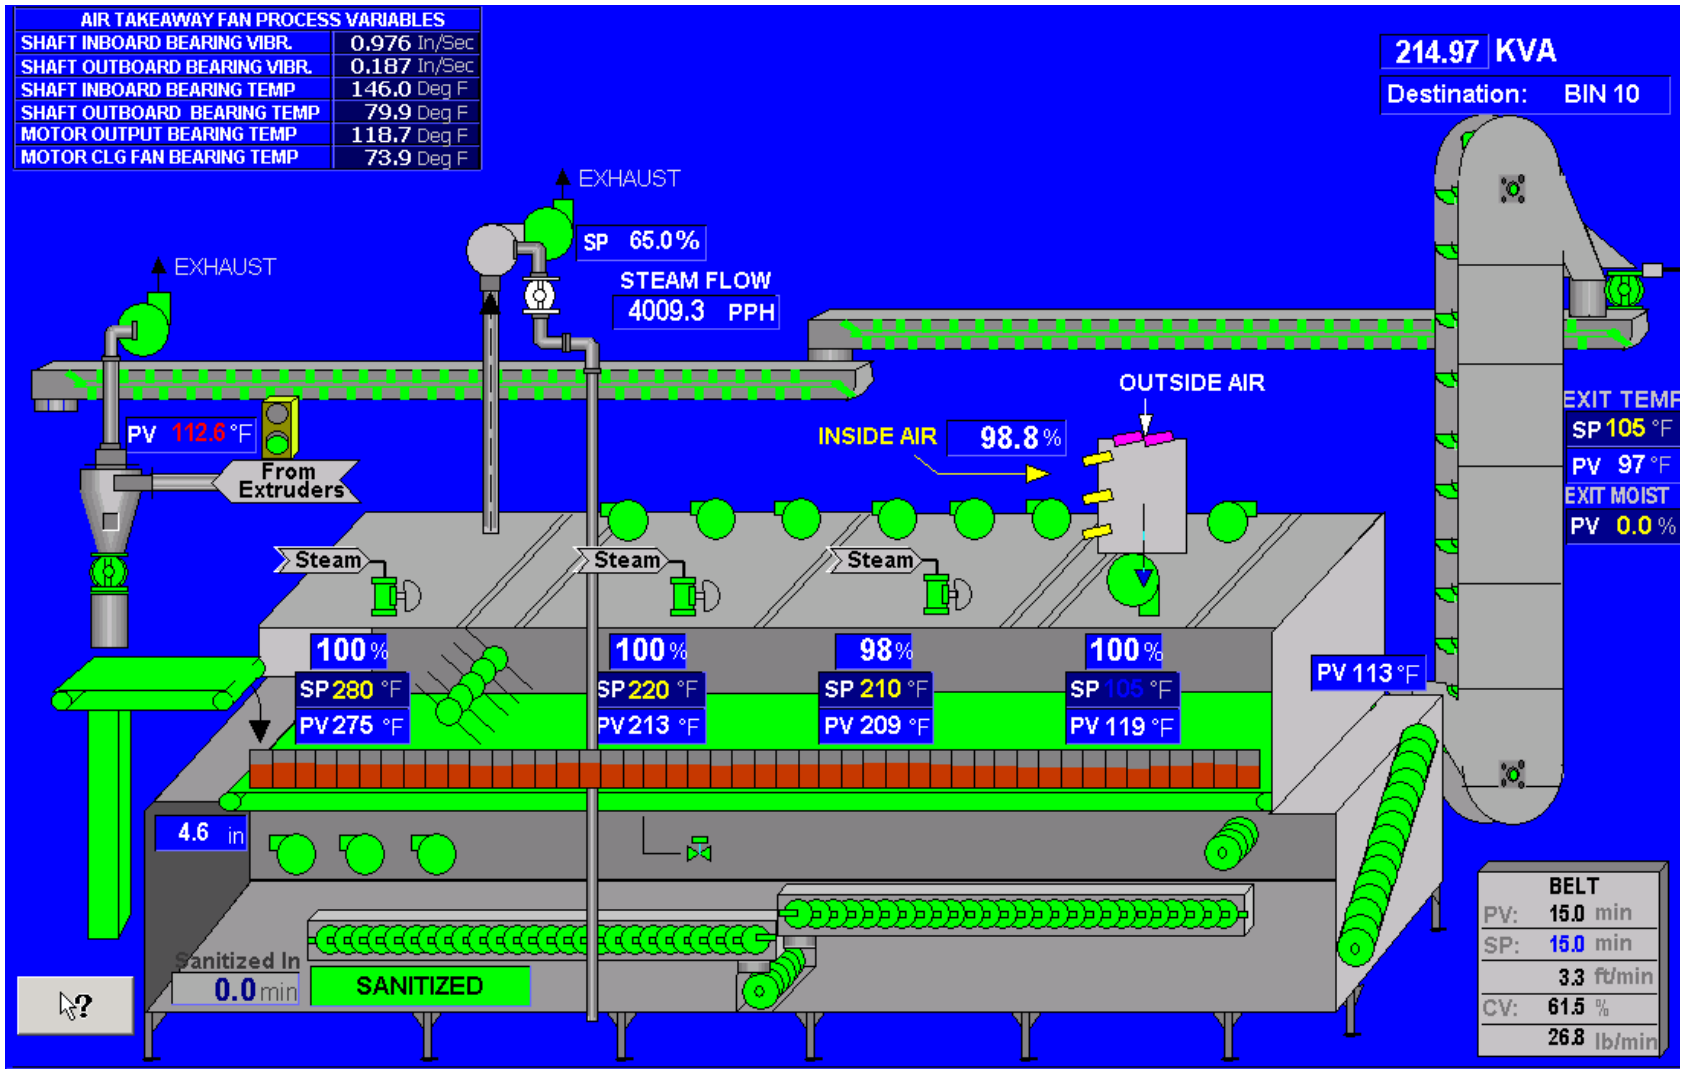 AIR TAKEAWAY FAN PROCESS VARIABLES
SHAFT INBOARD BEARING VIBR. 0.976 In/Sec
SHAFT OUTBOARD BEARING VIBR. 0.187 In/Sec
SHAFT INBOARD BEARING TEMP 146.0 Deg F
SHAFT OUTBOARD BEARING TEMP 79.9 Deg F
MOTOR OUTPUT BEARING TEMP 118.7 Deg F
MOTOR CLG FAN BEARING TEMP 73.9 Deg F
214.97 KVA
Destination: BIN 10
EXHAUST
SP 65.0%
EXHAUST
STEAM FLOW
4009.3 PPH
OUTSIDE AIR
INSIDE AIR 98.8%
PV 112.6°F
From
Extruders
EXIT TEMP
SP 105 °F
PV 97 °F
EXIT MOIST
PV 0.0 %
Steam
Steam
Steam
100%
SP 280 °F
PV 275 °F
100%
SP 220 °F
PV 213 °F
98%
SP 210 °F
PV 209 °F
100%
SP 105 °F
PV 119 °F
PV 113 °F
4.6 in
Sanitized In
0.0 min
SANITIZED
?
BELT
PV: 15.0 min
SP: 15.0 min
3.3 ft/min
CV: 61.5 %
26.8 lb/min